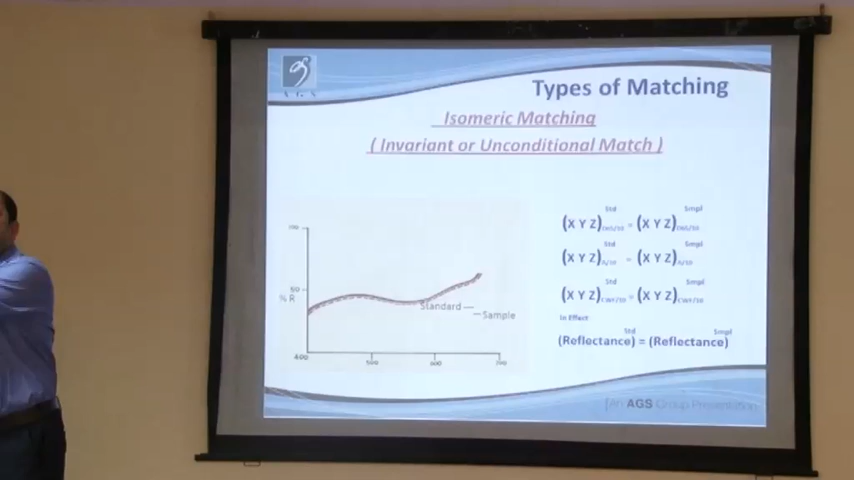 AGS
Types of Matching
Isomeric Matching
( Invariant or Unconditional Match )
Std Smpl
(X Y Z)D65/10 = (X Y Z)D65/10
Std Smpl
(X Y Z)A/10 = (X Y Z)A/10
Std Smpl
(X Y Z)CWF/10 = (X Y Z)CWF/10
In Effect
Std Smpl
(Reflectance) = (Reflectance)
100
50
% R
Standard
Sample
400 500 600 700
[An AGS Group Presentation